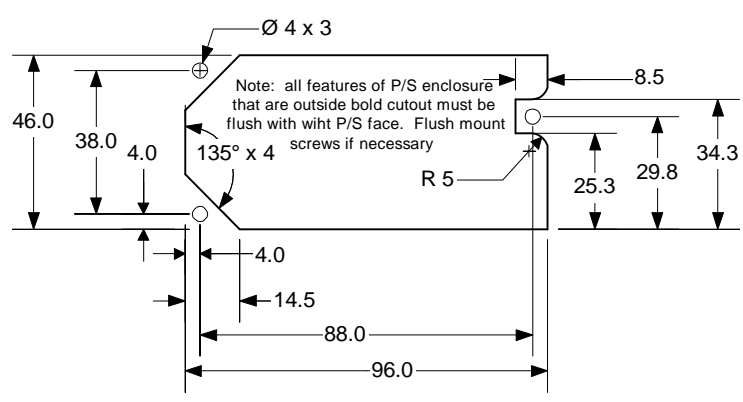 Ø 4 x 3
Note: all features of P/S enclosure
that are outside bold cutout must be
flush with wiht P/S face. Flush mount
screws if necessary
8.5
46.0
38.0
4.0
135° x 4
R 5
25.3
29.8
34.3
4.0
14.5
88.0
96.0